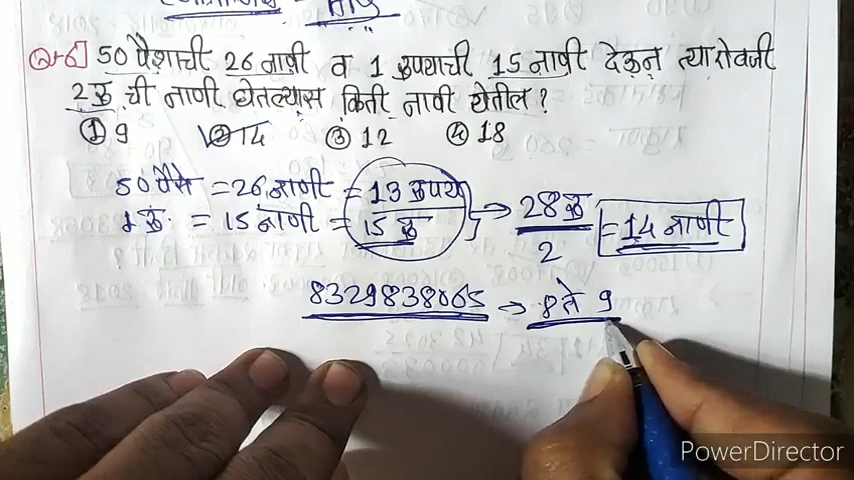 Q-6] 50 पैशाची 26 नाणी व 1 रुपयाची 15 नाणी देऊन त्यारोवजी
2 रु ची नाणी घेतल्यास किती नाणी येतील?
① 9 ② 14 ③ 12 ④ 18
50 पैसे = 26 नाणी = 13 रुपये
1 रु. = 15 नाणी = 15 रु
→ 28 रु
2
= 14 नाणी
8329838065 → 8 ते 9
PowerDirector